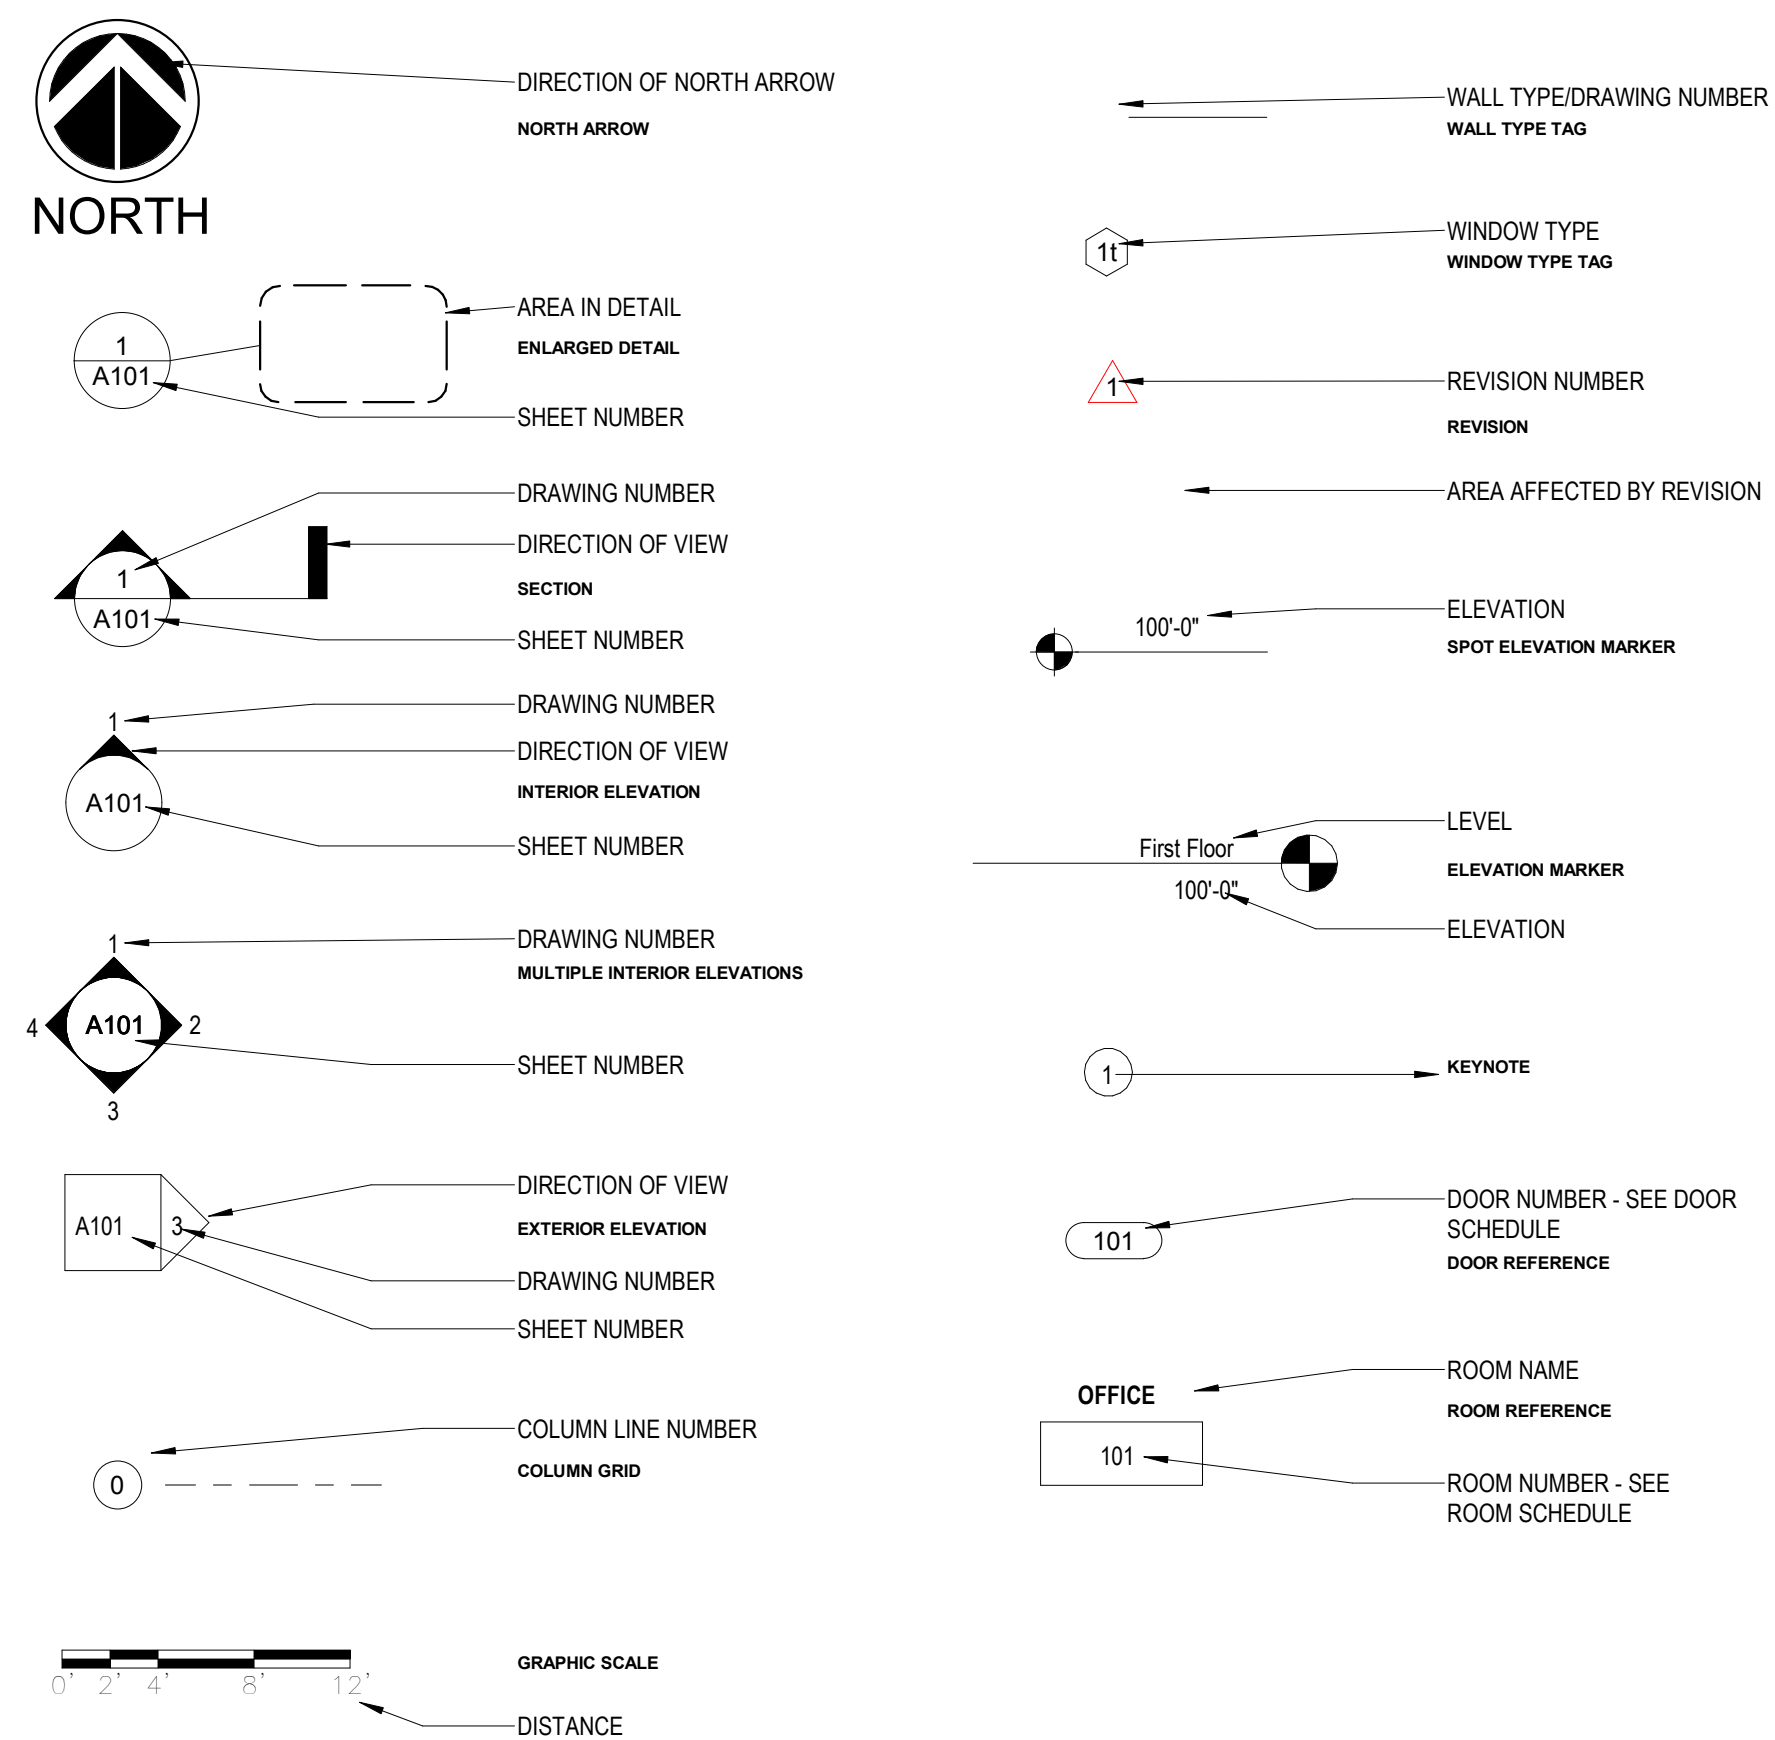 DIRECTION OF NORTH ARROW
NORTH ARROW
NORTH
1
A101
AREA IN DETAIL
ENLARGED DETAIL
SHEET NUMBER
DRAWING NUMBER
1
DIRECTION OF VIEW
SECTION
A101
SHEET NUMBER
1
DRAWING NUMBER
DIRECTION OF VIEW
INTERIOR ELEVATION
A101
SHEET NUMBER
1
DRAWING NUMBER
MULTIPLE INTERIOR ELEVATIONS
4 A101 2
SHEET NUMBER
3
DIRECTION OF VIEW
A101 3
EXTERIOR ELEVATION
DRAWING NUMBER
SHEET NUMBER
COLUMN LINE NUMBER
COLUMN GRID
0
GRAPHIC SCALE
0' 2' 4' 8' 12'
DISTANCE
WALL TYPE/DRAWING NUMBER
WALL TYPE TAG
1t
WINDOW TYPE
WINDOW TYPE TAG
1
REVISION NUMBER
REVISION
AREA AFFECTED BY REVISION
100'-0"
ELEVATION
SPOT ELEVATION MARKER
LEVEL
First Floor
ELEVATION MARKER
100'-0"
ELEVATION
1
KEYNOTE
DOOR NUMBER - SEE DOOR
SCHEDULE
101
DOOR REFERENCE
ROOM NAME
OFFICE
ROOM REFERENCE
101
ROOM NUMBER - SEE
ROOM SCHEDULE